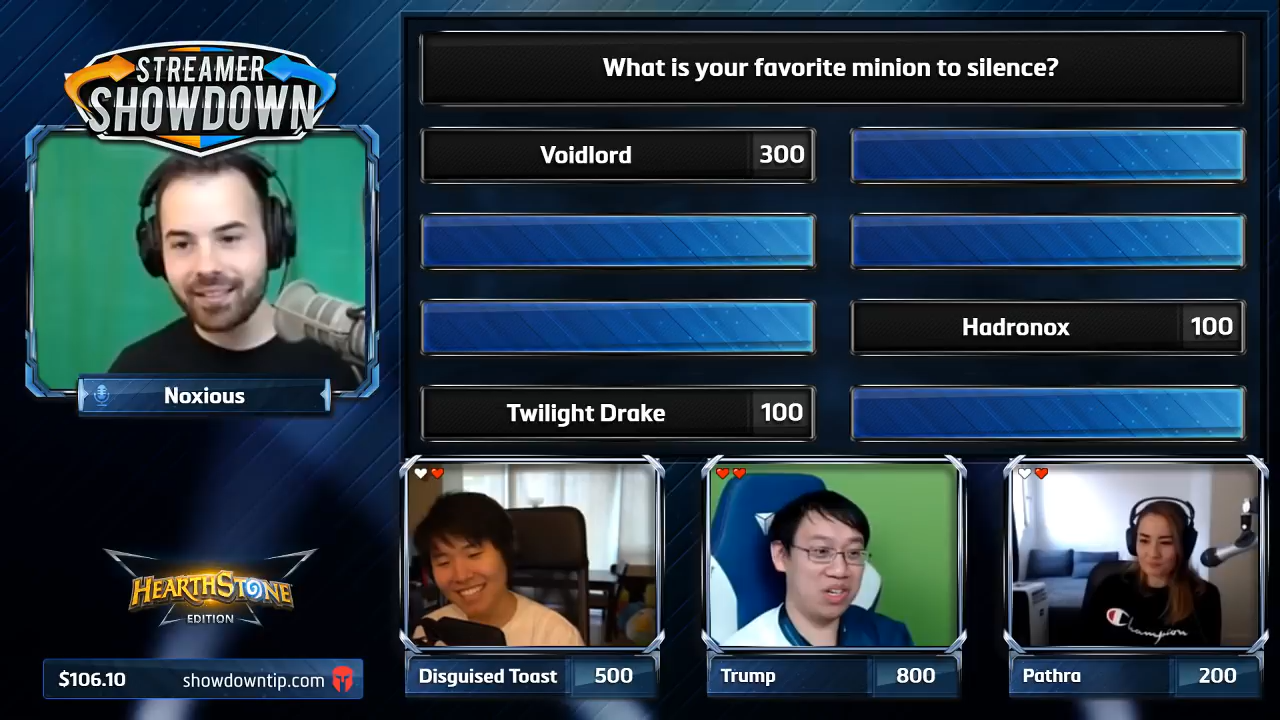 STREAMER
SHOWDOWN
Noxious
HEARTHSTONE
EDITION
$106.10 showdowntip.com
What is your favorite minion to silence?
Voidlord 300
Hadronox 100
Twilight Drake 100
Champion
Disguised Toast 500
Trump 800
Pathra 200